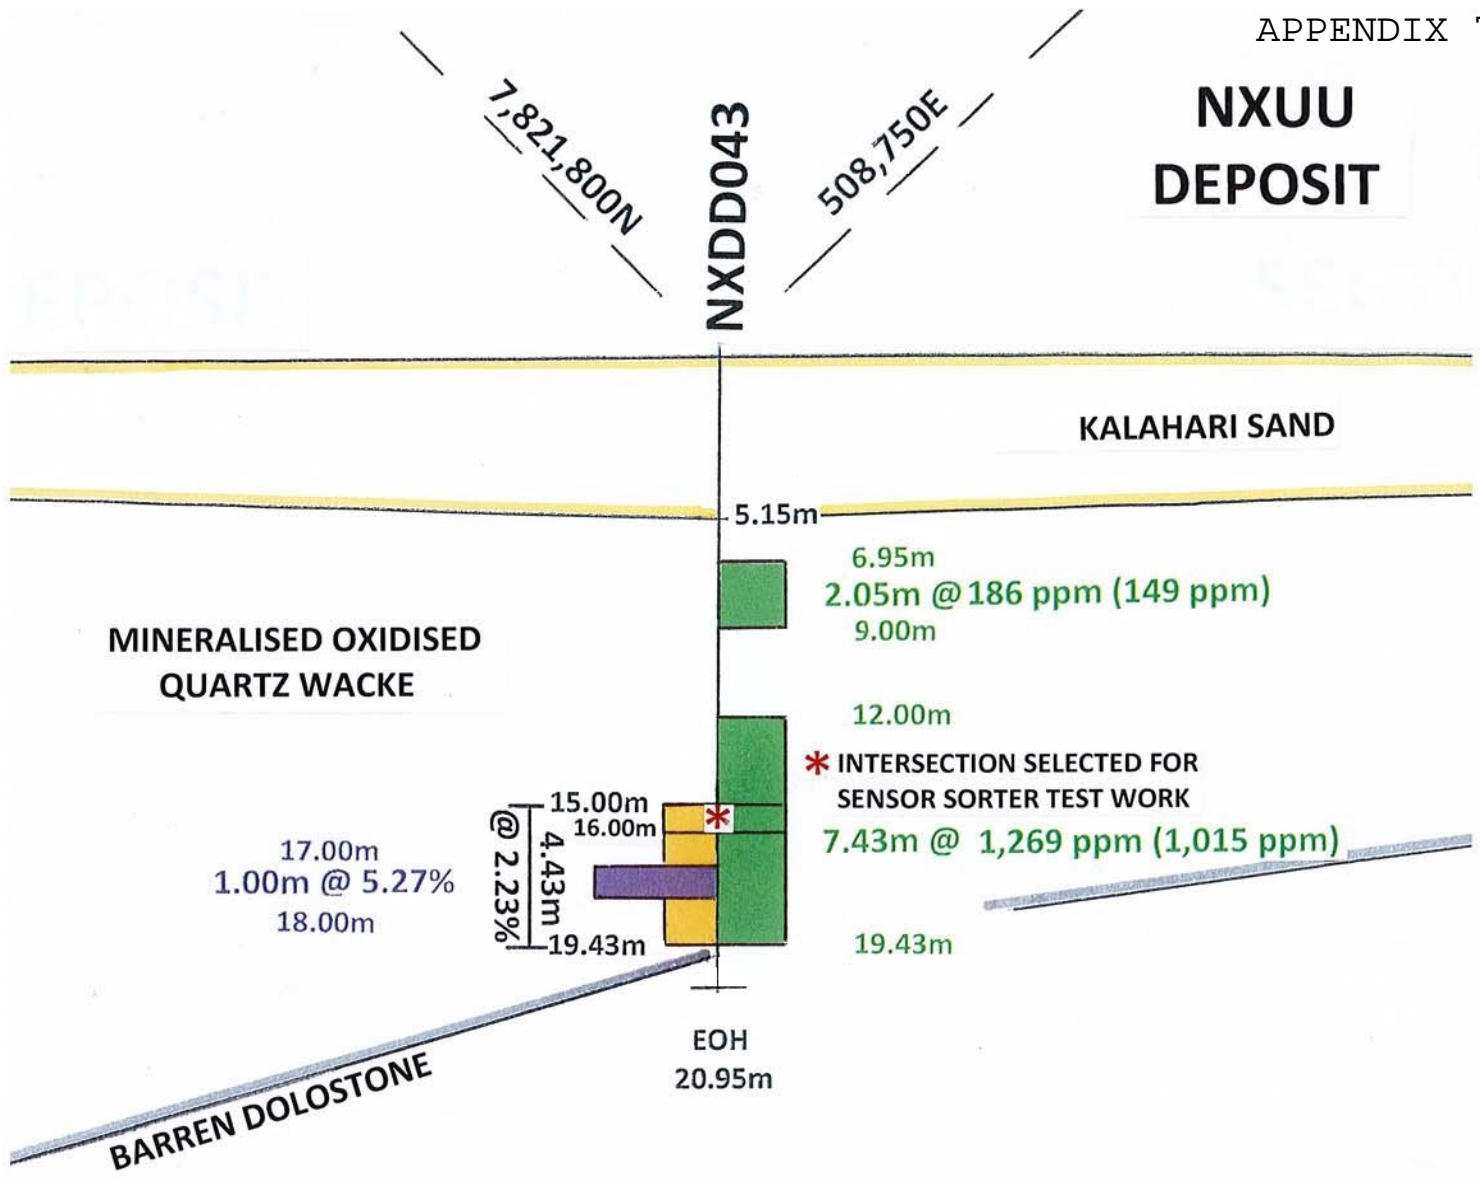 APPENDIX
NXUU
DEPOSIT
7,821,800N
NXDD043
508,750E
KALAHARI SAND
5.15m
6.95m
2.05m @ 186 ppm (149 ppm)
9.00m
MINERALISED OXIDISED
QUARTZ WACKE
12.00m
* INTERSECTION SELECTED FOR
SENSOR SORTER TEST WORK
7.43m @ 1,269 ppm (1,015 ppm)
19.43m
15.00m
*
16.00m
4.43m
@ 2.23%
19.43m
17.00m
1.00m @ 5.27%
18.00m
BARREN DOLOSTONE
EOH
20.95m